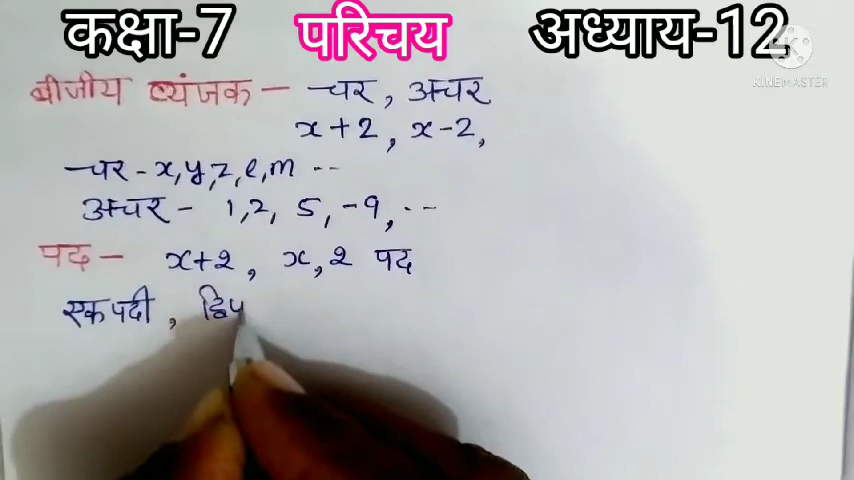 कक्षा-7 परिचय अध्याय-12
KINEMASTER
बीजीय व्यंजक - चर, अचर
x+2, x-2,
चर - x, y, z, l, m ...
अचर - 1, 2, 5, -9, ...
पद - x+2, x, 2 पद
एकपदी, द्विप